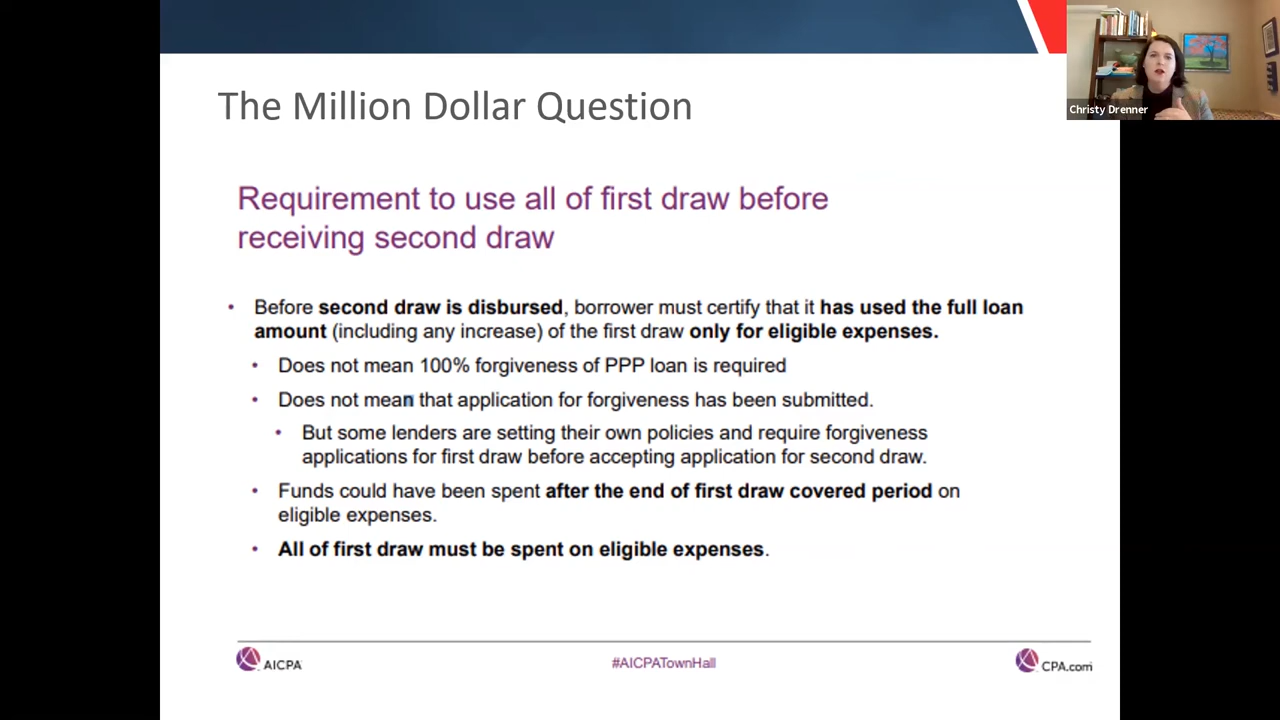 Christy Drenner
The Million Dollar Question
Requirement to use all of first draw before
receiving second draw
• Before second draw is disbursed, borrower must certify that it has used the full loan
amount (including any increase) of the first draw only for eligible expenses.
• Does not mean 100% forgiveness of PPP loan is required
• Does not mean that application for forgiveness has been submitted.
• But some lenders are setting their own policies and require forgiveness
applications for first draw before accepting application for second draw.
• Funds could have been spent after the end of first draw covered period on
eligible expenses.
• All of first draw must be spent on eligible expenses.
AICPA
#AICPATownHall
CPA.com